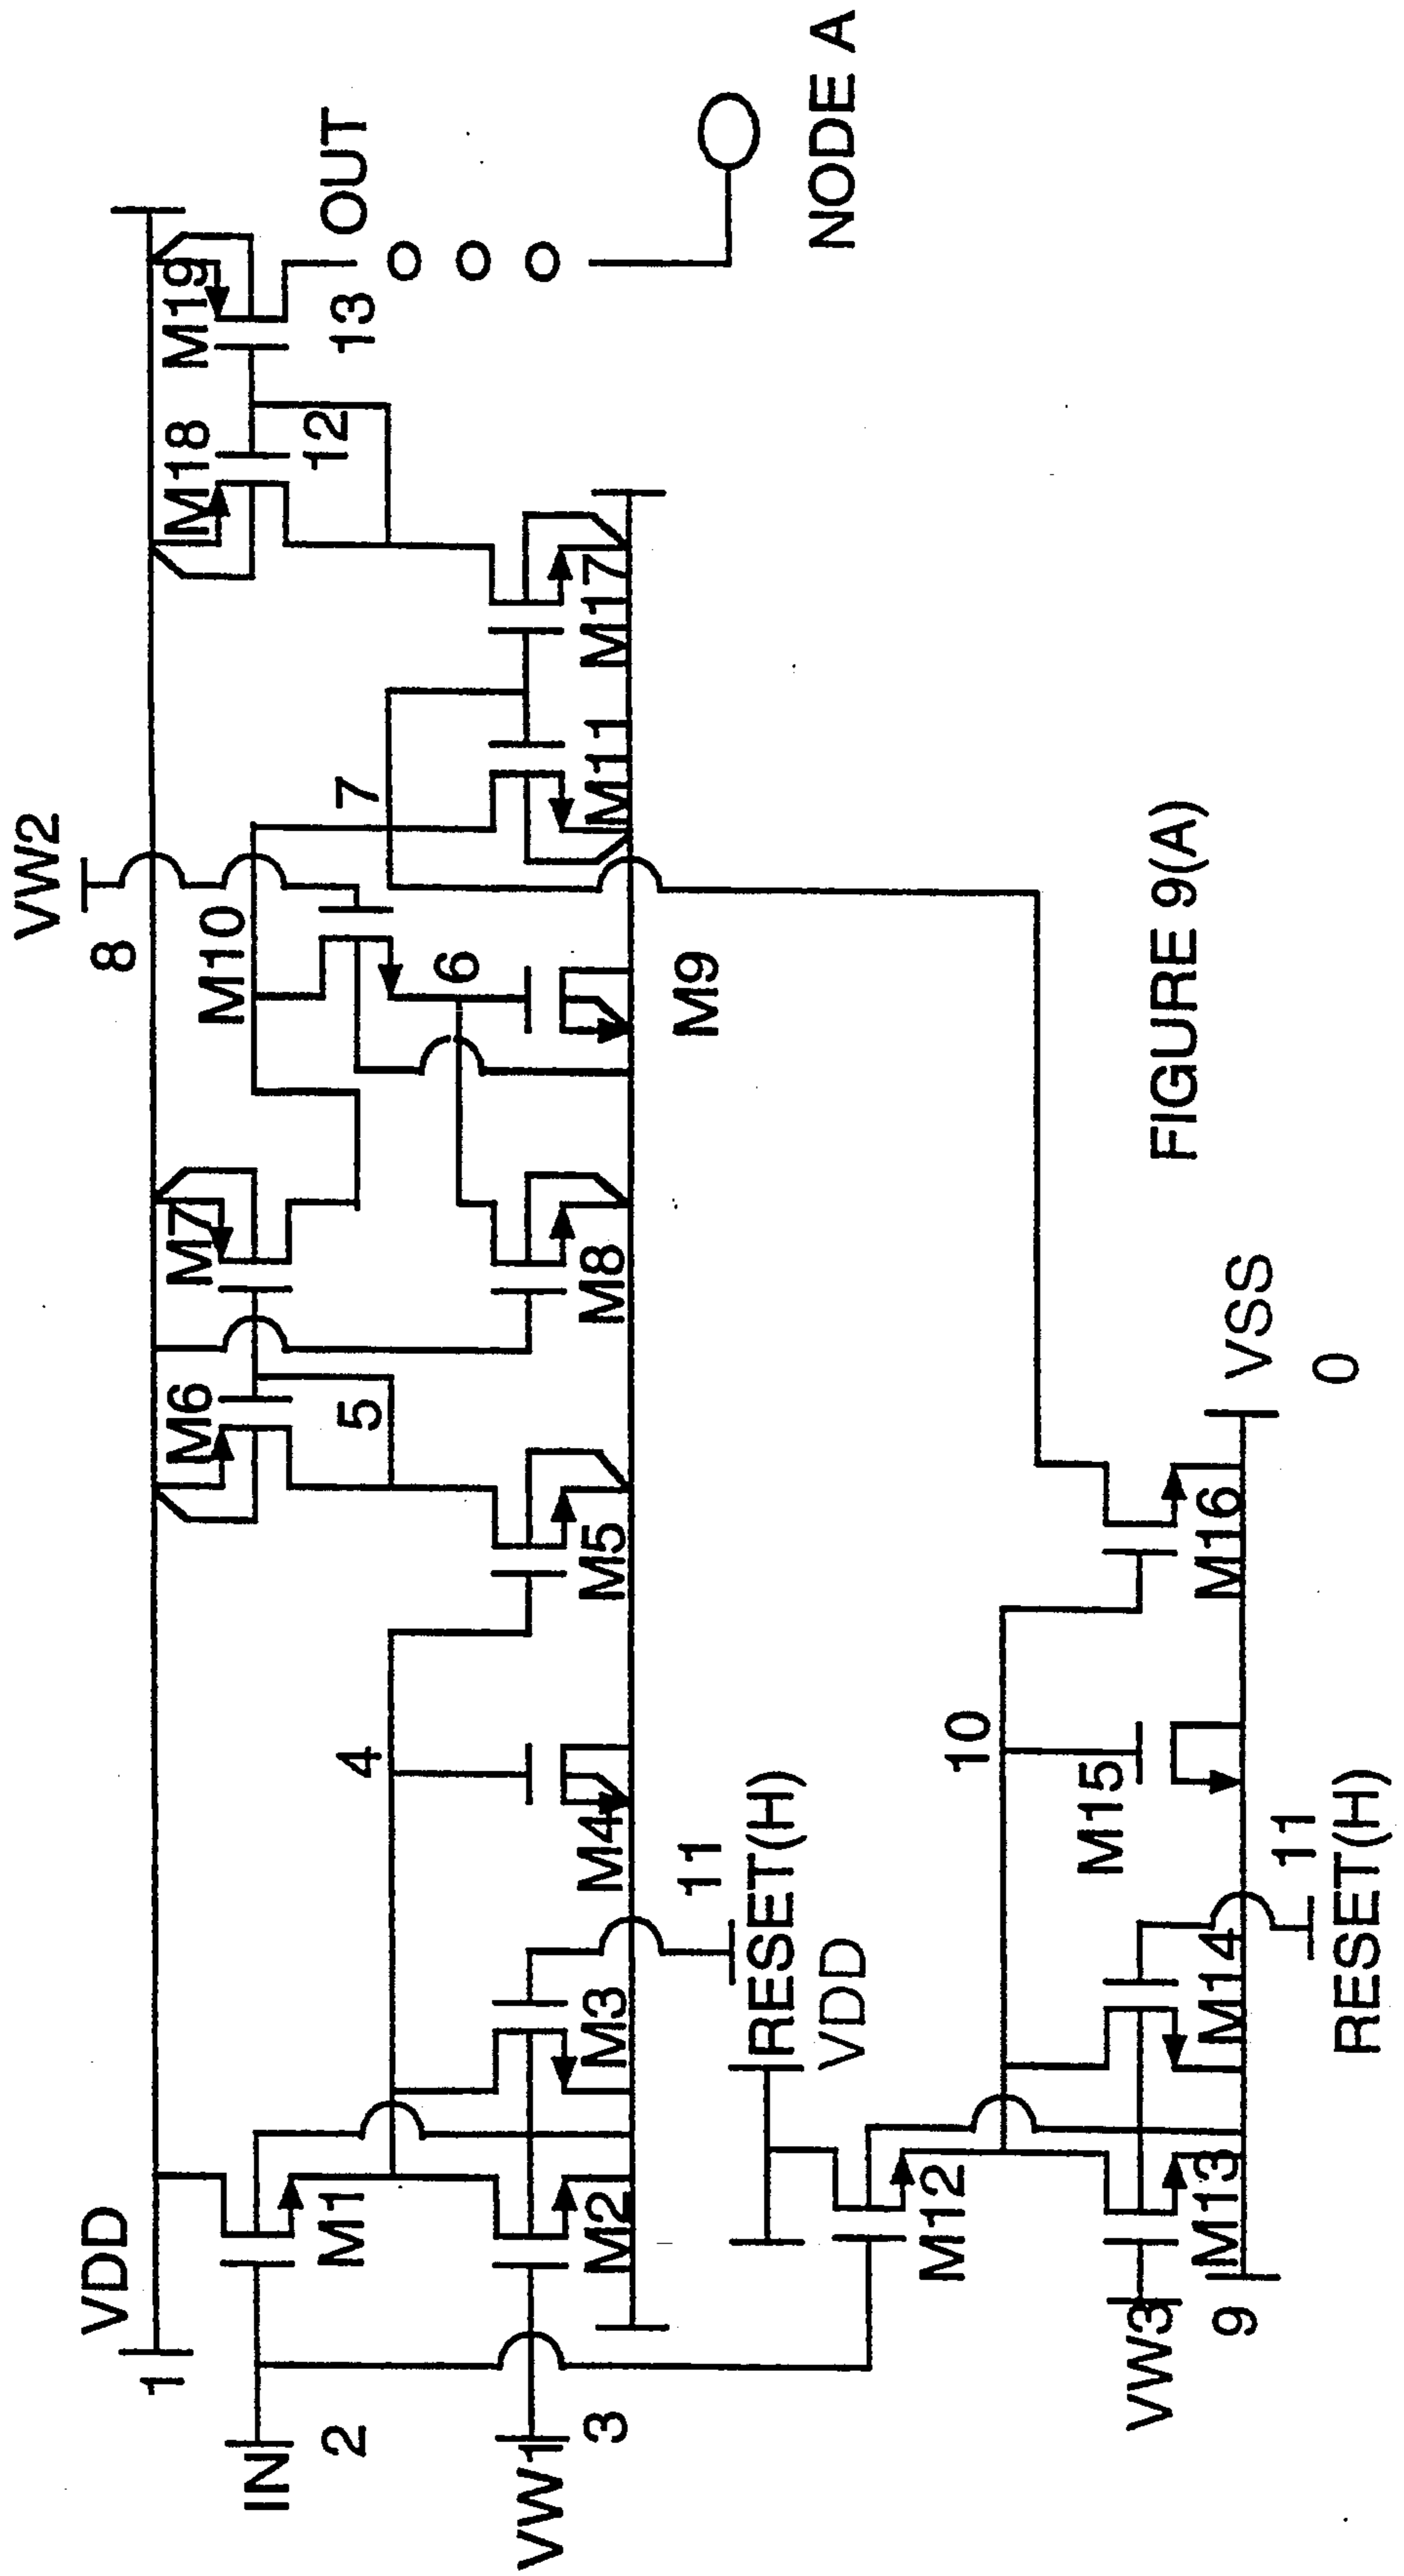 VW2
8
VDD
1
M6
M7
M10
M18
M19
IN
2
M1
4
5
6
7
12
13
OUT
VW1
3
M2
M3
M4
M5
M8
M9
M11
M17
11
RESET(H)
VDD
NODE A
M12
10
VW3
9
M13
M14
M15
M16
11
RESET(H)
VSS
0
FIGURE 9(A)